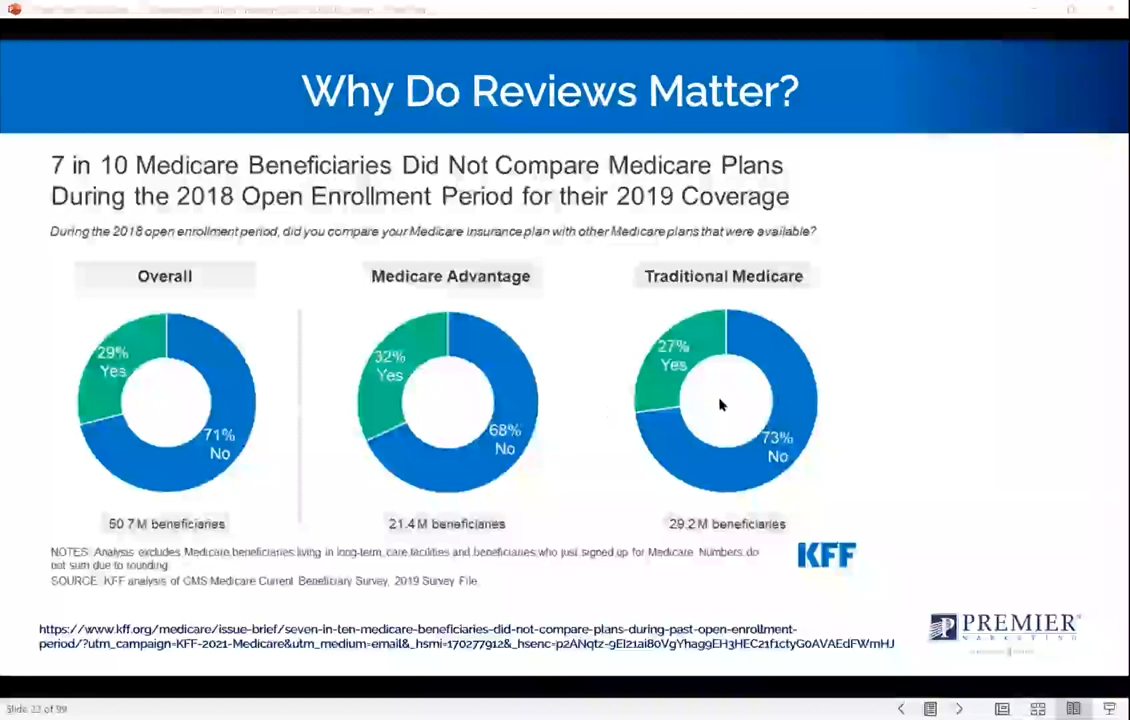 Why Do Reviews Matter?
7 in 10 Medicare Beneficiaries Did Not Compare Medicare Plans
During the 2018 Open Enrollment Period for their 2019 Coverage
During the 2018 open enrollment period, did you compare your Medicare insurance plan with other Medicare plans that were available?
Overall
Medicare Advantage
Traditional Medicare
29%
Yes
71%
No
32%
Yes
68%
No
27%
Yes
73%
No
50.7 M beneficiaries
21.4 M beneficiaries
29.2 M beneficiaries
NOTES: Analysis excludes Medicare beneficiaries living in long-term care facilities and beneficiaries who just signed up for Medicare. Numbers do
not sum due to rounding
SOURCE: KFF analysis of CMS Medicare Current Beneficiary Survey, 2019 Survey File.
KFF
https://www.kff.org/medicare/issue-brief/seven-in-ten-medicare-beneficiaries-did-not-compare-plans-during-past-open-enrollment-
period/?utm_campaign-KFF-2021-Medicare&utm_medium-email&_hsmi=170277912&_hsenc-p2ANqtz-9EI21ai80VgYhag9EH3HEC21f1ctyG0AVAEdFWmHJ
PREMIER
MARKETING
Slide 22 of 99